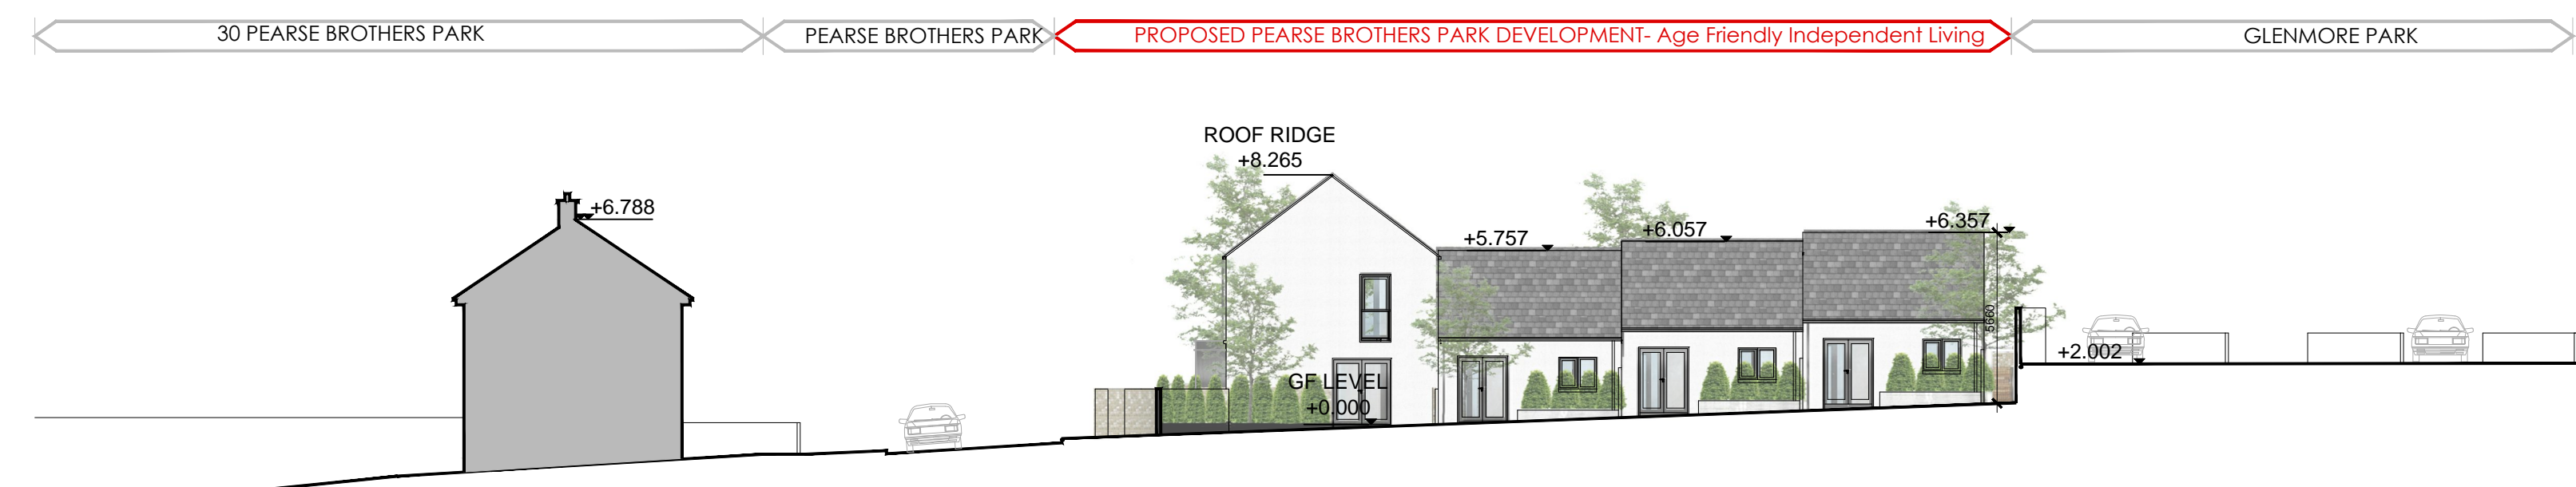 30 PEARSE BROTHERS PARK
PEARSE BROTHERS PARK
PROPOSED PEARSE BROTHERS PARK DEVELOPMENT- Age Friendly Independent Living
GLENMORE PARK
ROOF RIDGE
+8.265
+6.788
+5.757
+6.057
+6.357
5660
+2.002
GF LEVEL
+0.000